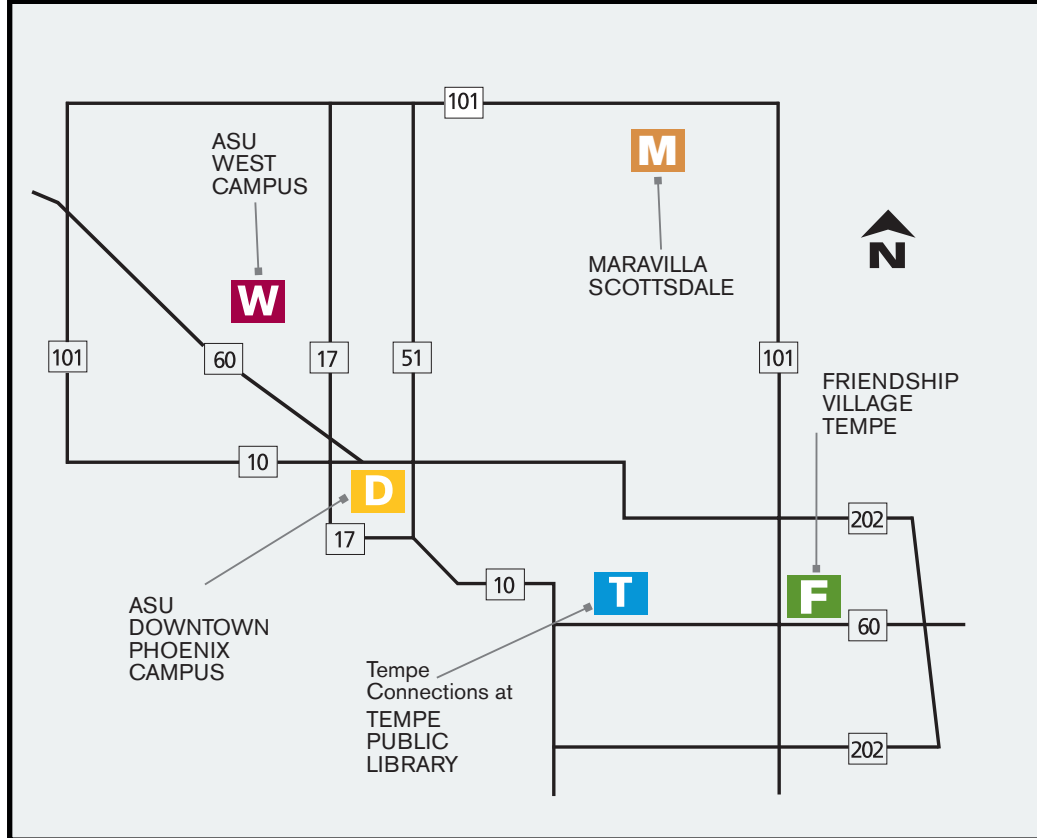 101
ASU
WEST
CAMPUS
M
MARAVILLA
SCOTTSDALE
N
W
101
60
17
51
101
FRIENDSHIP
VILLAGE
TEMPE
10
D
202
17
10
T
F
60
ASU
DOWNTOWN
PHOENIX
CAMPUS
Tempe
Connections at
TEMPE
PUBLIC
LIBRARY
202